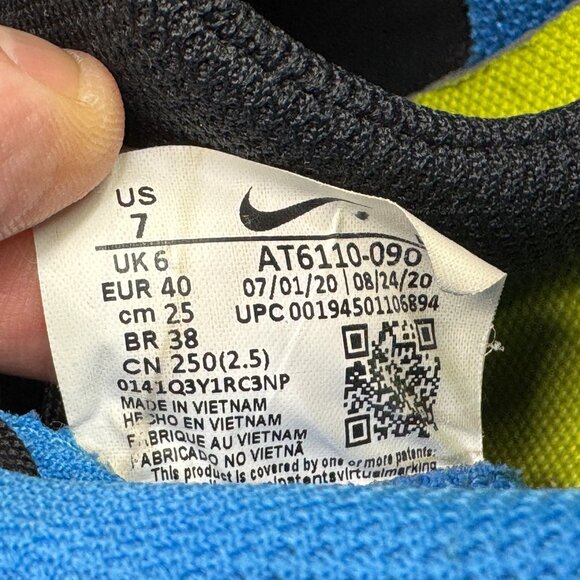 US
7
UK 6
EUR 40
cm 25
BR 38
CN 250(2.5)
0141Q3Y1RC3NP
AT6110-090
07/01/20 | 08/24/20
UPC 00194501106894
MADE IN VIETNAM
HECHO EN VIETNAM
FABRIQUE AU VIETNAM
FABRICADO NO VIETNÃ
This product is covered by one or more patents:
patentsvirtualmarking